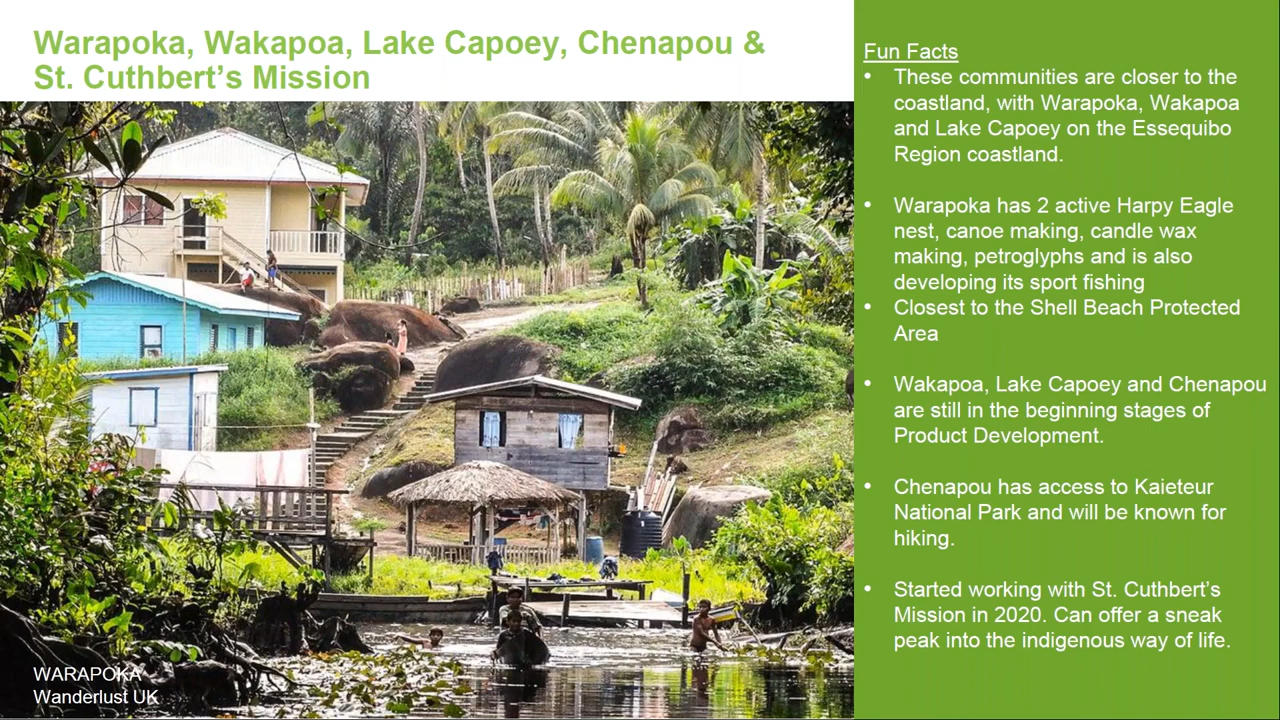 Warapoka, Wakapoa, Lake Capoey, Chenapou &
St. Cuthbert's Mission
Fun Facts
• These communities are closer to the
coastland, with Warapoka, Wakapoa
and Lake Capoey on the Essequibo
Region coastland.
• Warapoka has 2 active Harpy Eagle
nest, canoe making, candle wax
making, petroglyphs and is also
developing its sport fishing
• Closest to the Shell Beach Protected
Area
• Wakapoa, Lake Capoey and Chenapou
are still in the beginning stages of
Product Development.
• Chenapou has access to Kaieteur
National Park and will be known for
hiking.
• Started working with St. Cuthbert's
Mission in 2020. Can offer a sneak
peak into the indigenous way of life.
WARAPOKA
Wanderlust UK